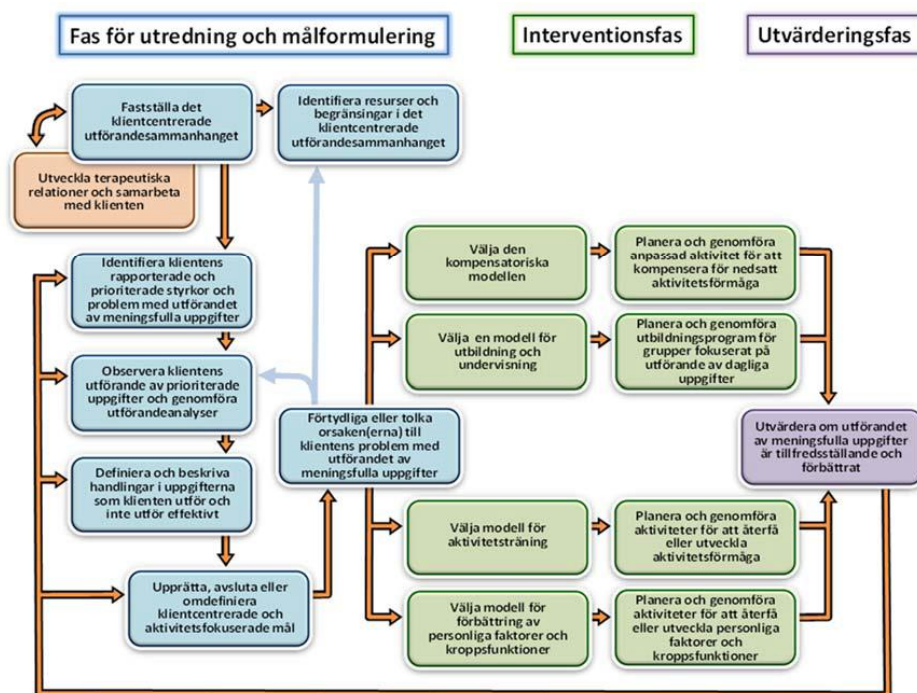 Fas för utredning och målformulering
Interventionsfas
Utvärderingsfas
Fastställa det
klientcentrerade
utförandesammanhanget
Identifiera resurser och
begränsingar i det
klientcentrerade
utförandesammanhanget
Utveckla terapeutiska
relationer och samarbeta
med klienten
Identifiera klientens
rapporterade och
prioriterade styrkor och
problem med utförandet
av meningsfulla uppgifter
Observera klientens
utförande av prioriterade
uppgifter och genomföra
utförandeanalyser
Definiera och beskriva
handlingar i uppgifterna
som klienten utför och
inte utför effektivt
Upprätta, avsluta eller
omdefiniera
klientcentrerade och
aktivitetsfokuserade mål
Förtydliga eller tolka
orsaken(erna) till
klientens problem med
utförandet av
meningsfulla uppgifter
Välja den
kompensatoriska
modellen
Planera och genomföra
anpassad aktivitet för att
kompensera för nedsatt
aktivitetsförmåga
Välja en modell för
utbildning och
undervisning
Planera och genomföra
utbildningsprogram för
grupper fokuserat på
utförande av dagliga
uppgifter
Välja modell för
aktivitetsträning
Planera och genomföra
aktiviteter för att återfå
eller utveckla
aktivitetsförmåga
Välja modell för
förbättring av
personliga faktorer och
kroppsfunktioner
Planera och genomföra
aktiviteter för att återfå
eller utveckla personliga
faktorer och
kroppsfunktioner
Utvärdera om utförandet
av meningsfulla uppgifter
är tillfredsställande och
förbättrat